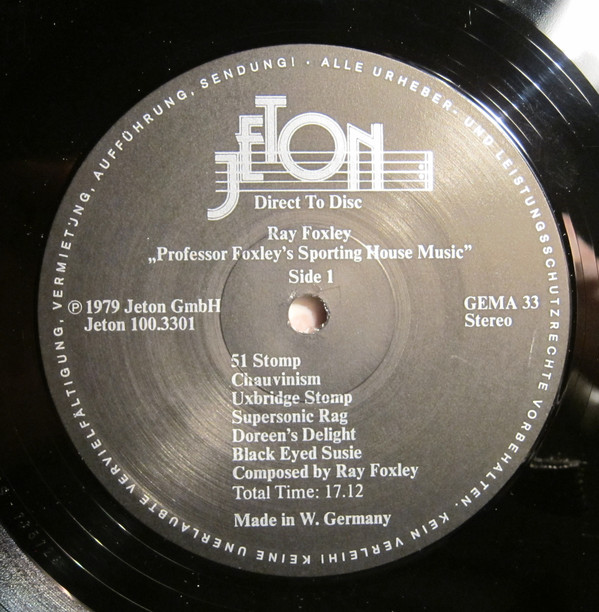 JETON
Direct To Disc
Ray Foxley
„Professor Foxley's Sporting House Music”
Side 1
℗ 1979 Jeton GmbH
Jeton 100.3301
GEMA 33
Stereo
51 Stomp
Chauvinism
Uxbridge Stomp
Supersonic Rag
Doreen's Delight
Black Eyed Susie
Composed by Ray Foxley
Total Time: 17.12
Made in W. Germany
ALLE URHEBER- UND LEISTUNGSSCHUTZRECHTE VORBEHALTEN. KEIN VERLEIH! KEINE UNERLAUBTE VERVIELFÄLTIGUNG, VERMIETUNG, AUFFÜHRUNG, SENDUNG! ·